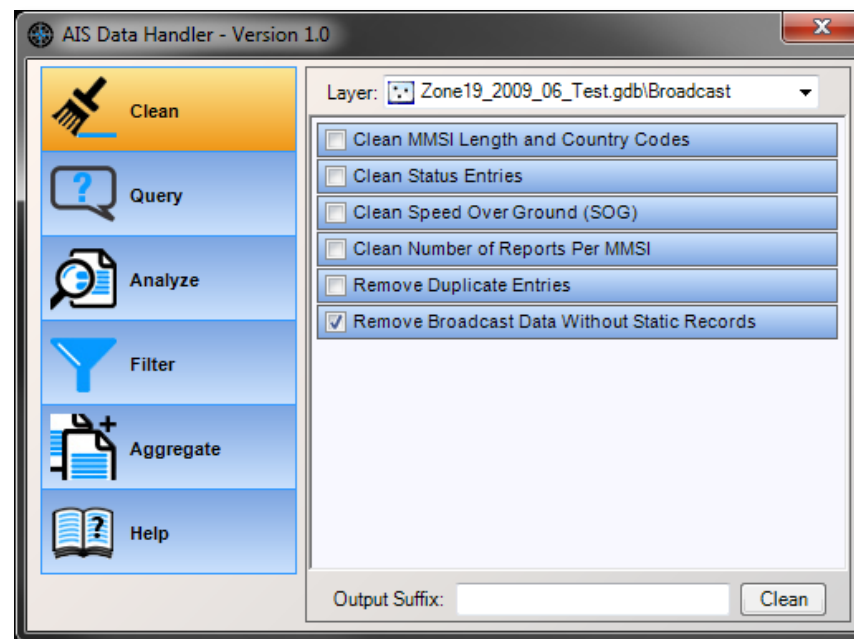 AIS Data Handler - Version 1.0
Clean
Query
Analyze
Filter
Aggregate
Help
Layer: Zone19_2009_06_Test.gdb\Broadcast
Clean MMSI Length and Country Codes
Clean Status Entries
Clean Speed Over Ground (SOG)
Clean Number of Reports Per MMSI
Remove Duplicate Entries
Remove Broadcast Data Without Static Records
Output Suffix:
Clean